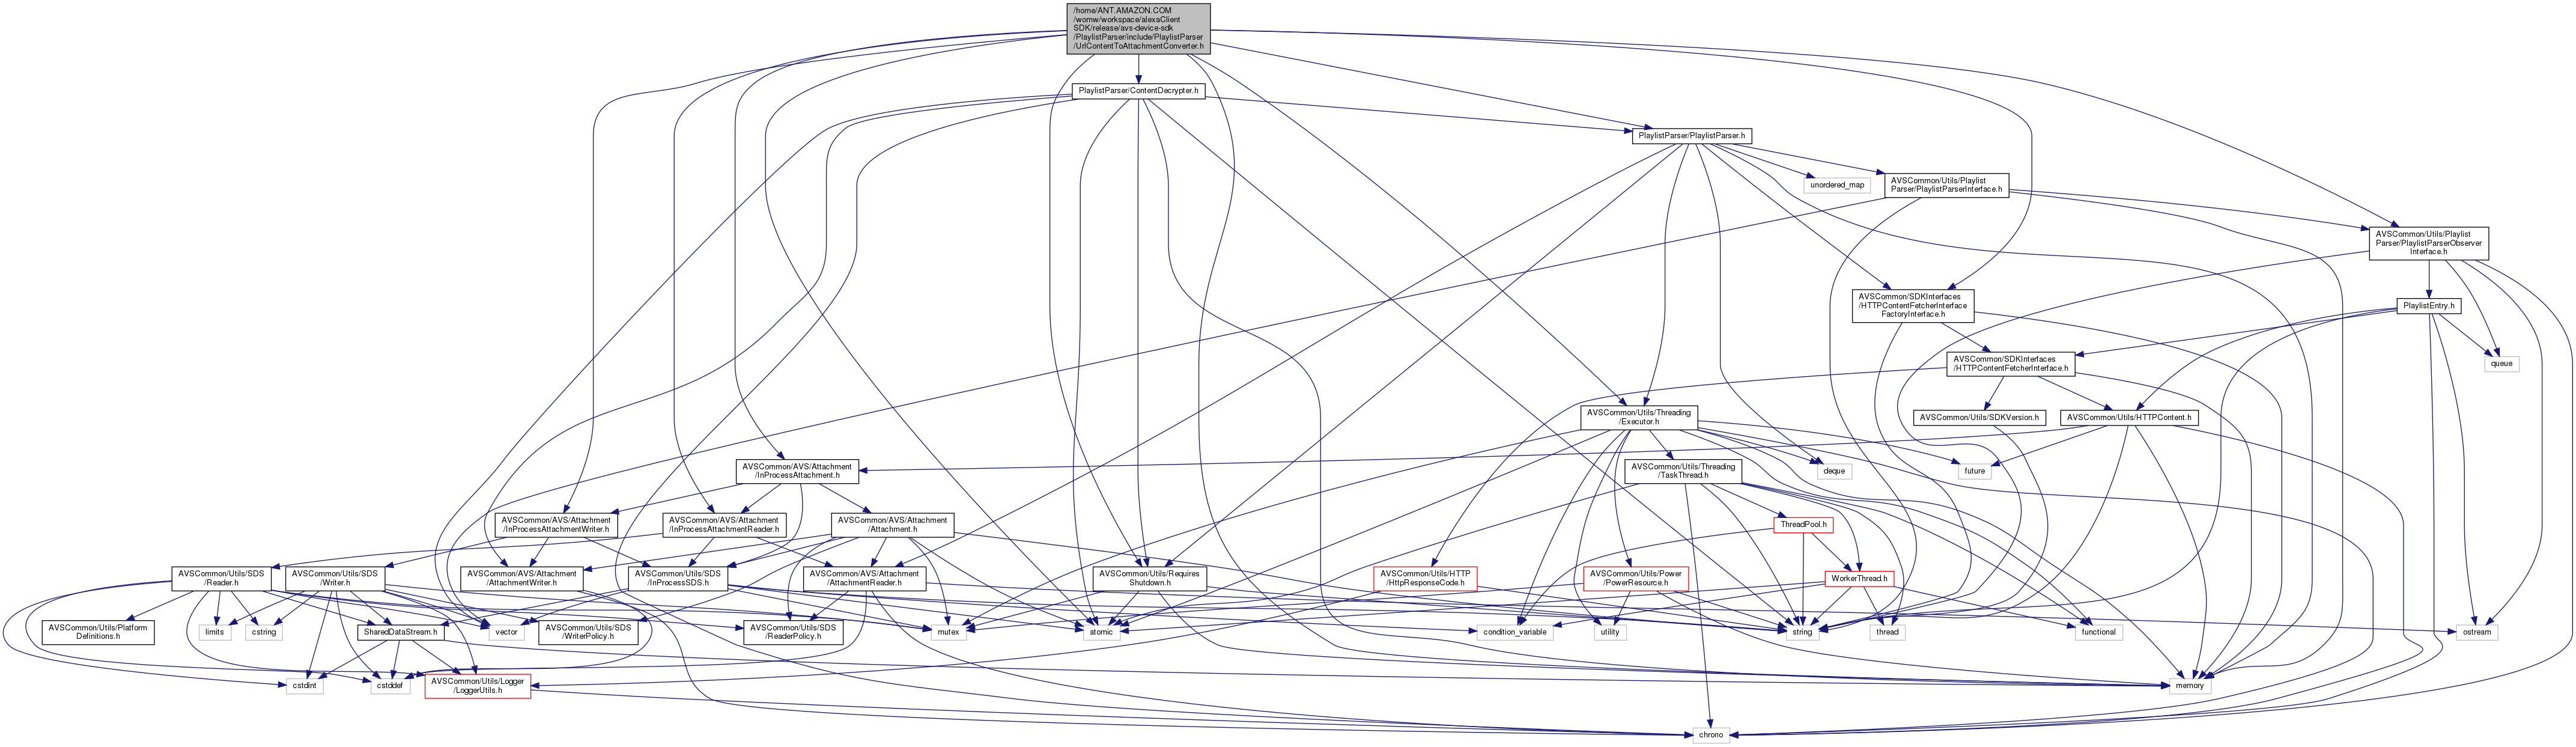 /home/ANT.AMAZON.COM
/womw/workspace/alexaClient
SDK/release/avs-device-sdk
/PlaylistParser/include/PlaylistParser
/UrlContentToAttachmentConverter.h
PlaylistParser/ContentDecrypter.h
PlaylistParser/PlaylistParser.h
unordered_map
AVSCommon/Utils/Playlist
Parser/PlaylistParserInterface.h
AVSCommon/Utils/Playlist
Parser/PlaylistParserObserver
Interface.h
AVSCommon/SDKInterfaces
/HTTPContentFetcherInterface
FactoryInterface.h
PlaylistEntry.h
AVSCommon/SDKInterfaces
/HTTPContentFetcherInterface.h
queue
AVSCommon/Utils/Threading
/Executor.h
AVSCommon/Utils/SDKVersion.h
AVSCommon/Utils/HTTPContent.h
AVSCommon/AVS/Attachment
/InProcessAttachment.h
AVSCommon/Utils/Threading
/TaskThread.h
deque
future
AVSCommon/AVS/Attachment
/InProcessAttachmentWriter.h
AVSCommon/AVS/Attachment
/InProcessAttachmentReader.h
AVSCommon/AVS/Attachment
/Attachment.h
ThreadPool.h
AVSCommon/Utils/SDS
/Reader.h
AVSCommon/Utils/SDS
/Writer.h
AVSCommon/AVS/Attachment
/AttachmentWriter.h
AVSCommon/Utils/SDS
/InProcessSDS.h
AVSCommon/AVS/Attachment
/AttachmentReader.h
AVSCommon/Utils/Requires
Shutdown.h
AVSCommon/Utils/HTTP
/HttpResponseCode.h
AVSCommon/Utils/Power
/PowerResource.h
WorkerThread.h
AVSCommon/Utils/Platform
Definitions.h
limits
cstring
SharedDataStream.h
vector
AVSCommon/Utils/SDS
/WriterPolicy.h
AVSCommon/Utils/SDS
/ReaderPolicy.h
mutex
atomic
condition_variable
utility
string
thread
functional
ostream
cstdint
cstddef
AVSCommon/Utils/Logger
/LoggerUtils.h
memory
chrono